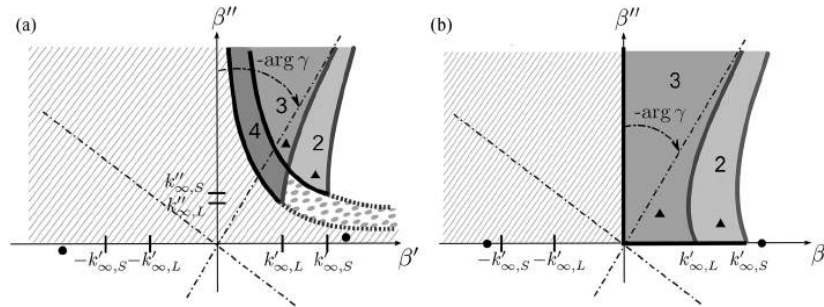 (a)
β''
-arg γ
3
4
2
k''∞,S
k''∞,L
-k'∞,S -k'∞,L
k'∞,L
k'∞,S
β'
(b)
β''
3
-arg γ
2
-k'∞,S
-k'∞,L
k'∞,L
k'∞,S
β